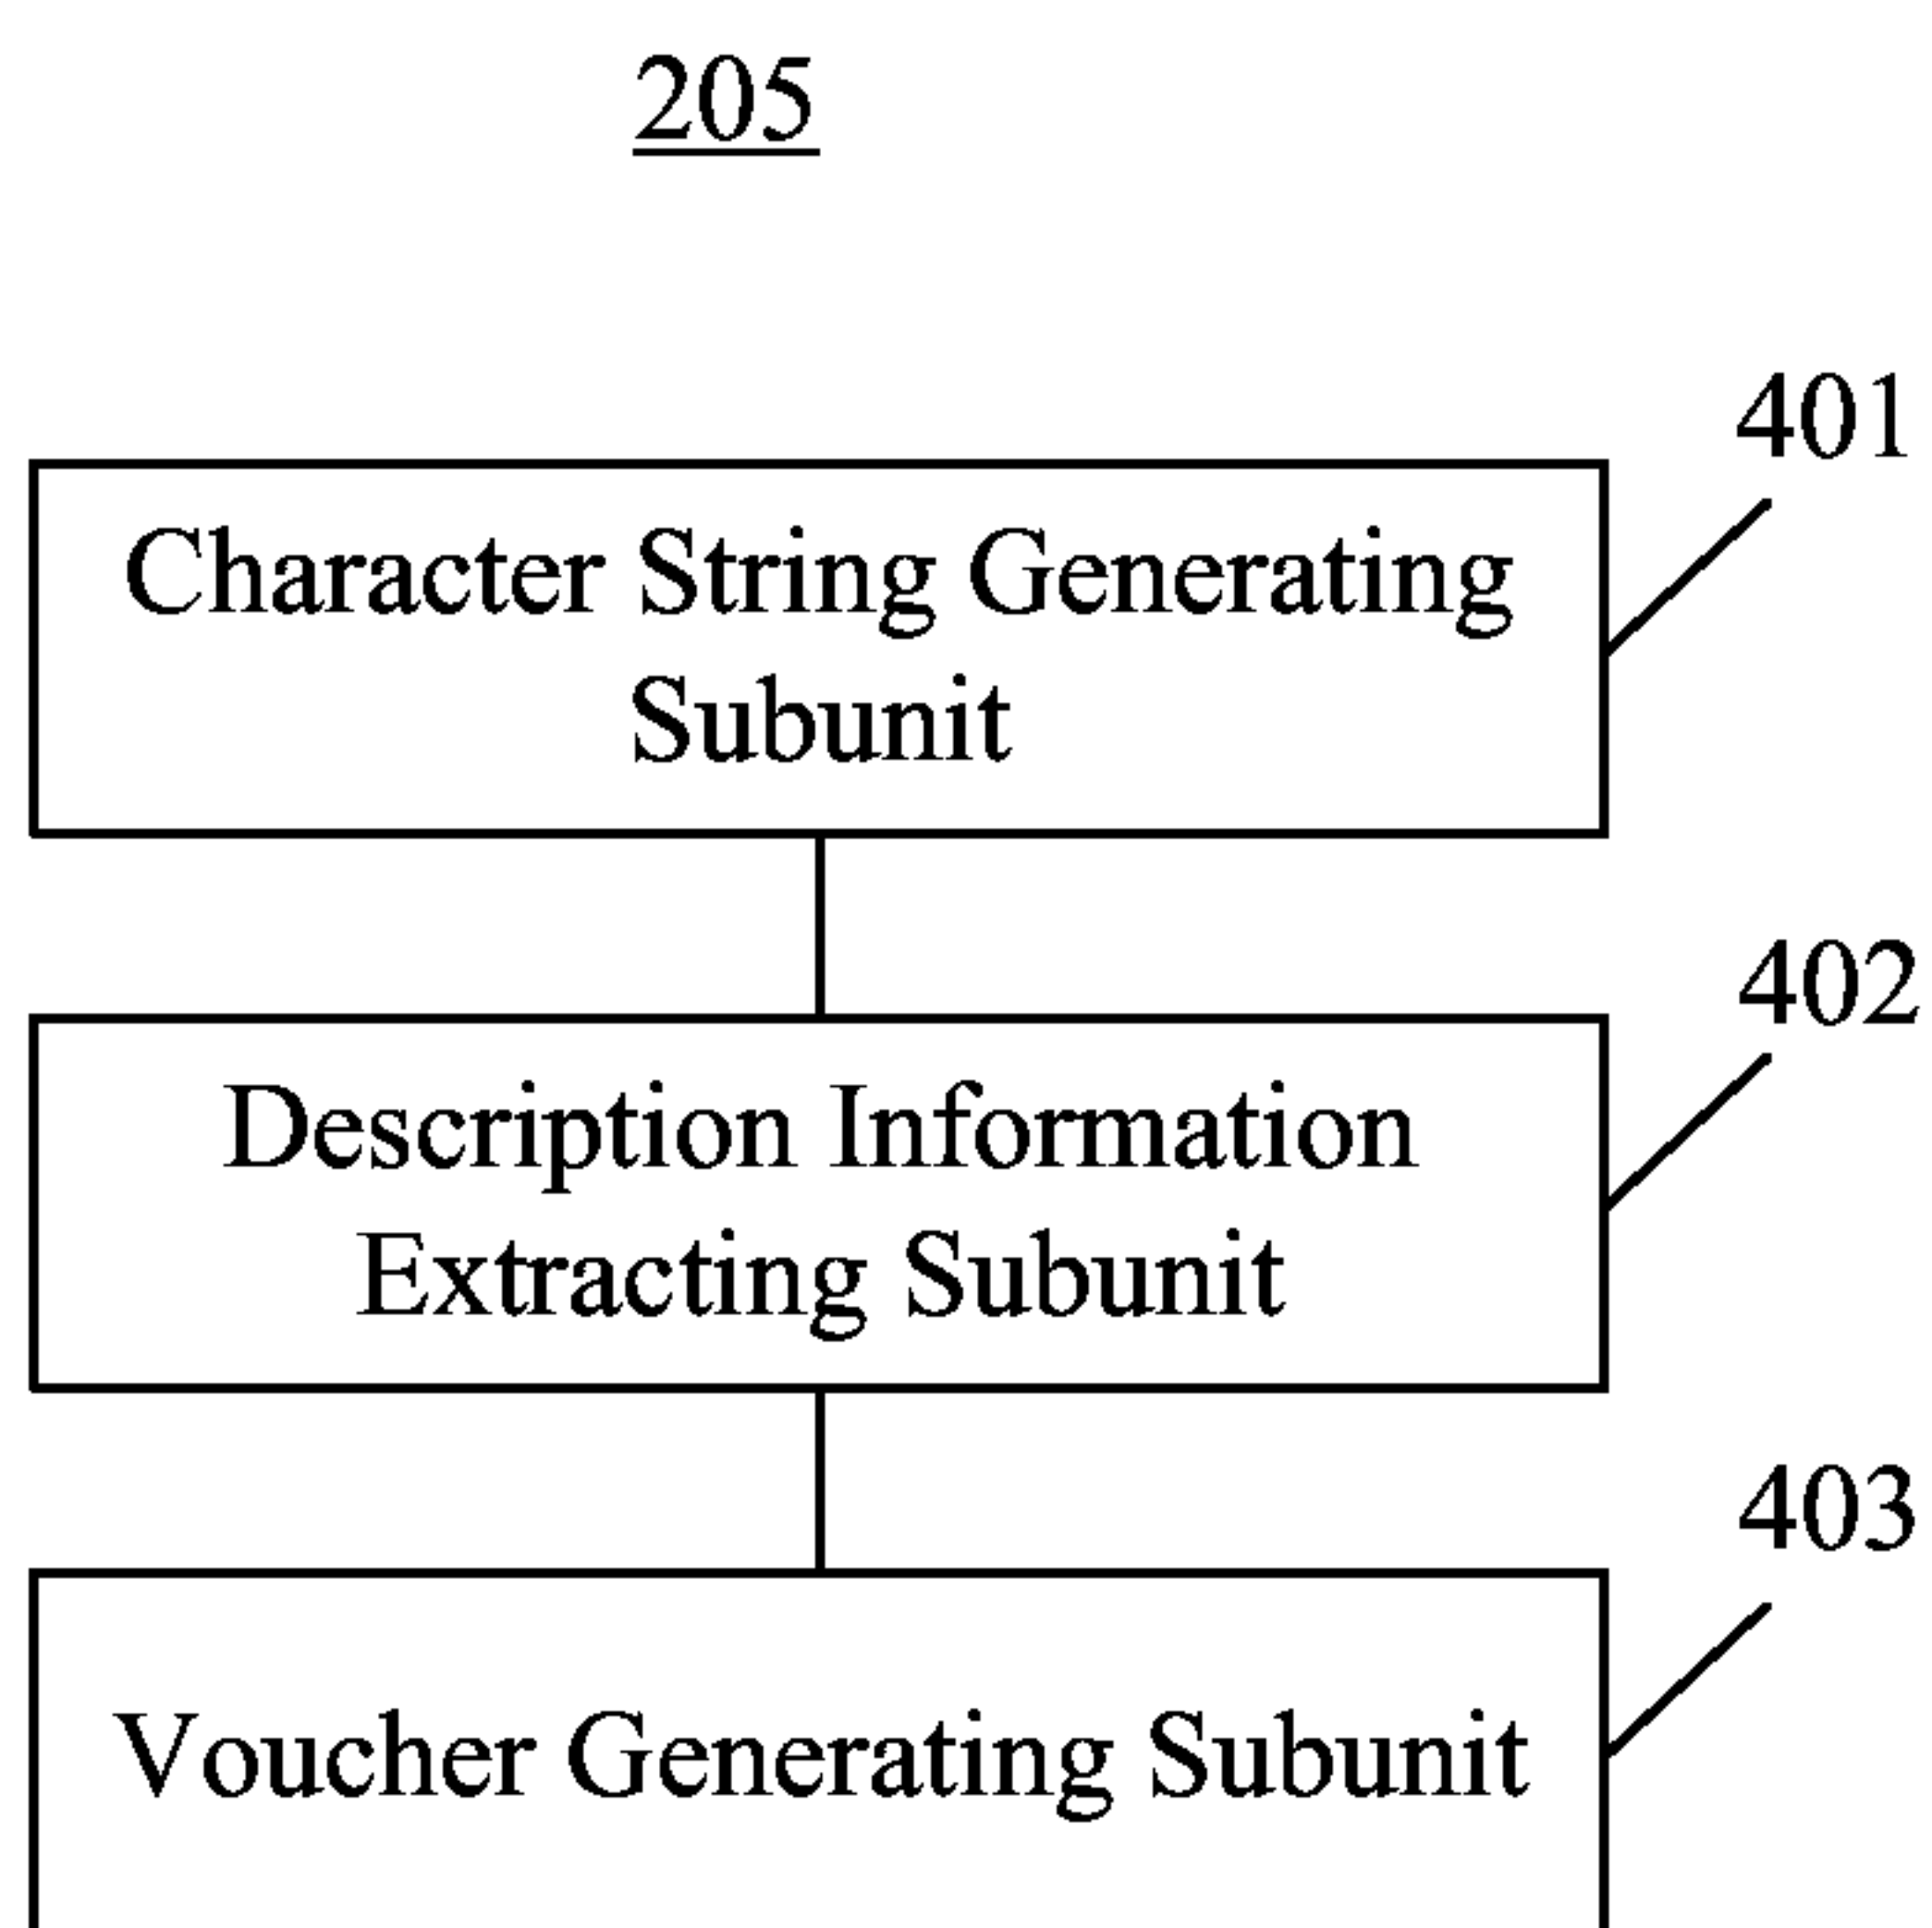 205
401
Character String Generating
Subunit
402
Description Information
Extracting Subunit
403
Voucher Generating Subunit